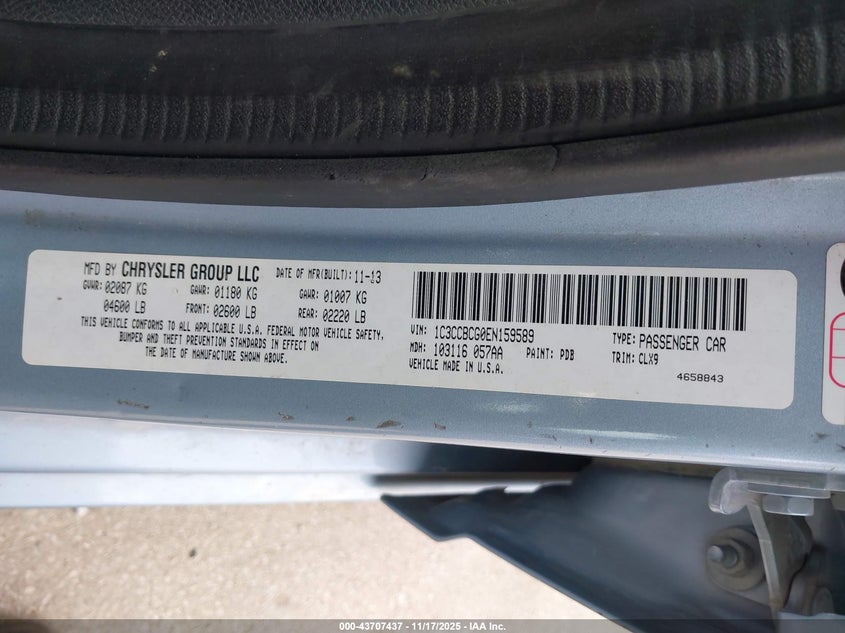 MFD BY CHRYSLER GROUP LLC DATE OF MFR(BUILT): 11-13
GVWR: 02087 KG GAWR: 01180 KG GAWR: 01007 KG
04600 LB FRONT: 02600 LB REAR: 02220 LB
THIS VEHICLE CONFORMS TO ALL APPLICABLE U.S.A. FEDERAL MOTOR VEHICLE SAFETY,
BUMPER AND THEFT PREVENTION STANDARDS IN EFFECT ON
THE DATE OF MANUFACTURE SHOWN ABOVE.
VIN: 1C3CCBCG0EN159589 TYPE: PASSENGER CAR
MDH: 103116 057AA PAINT: PDB TRIM: CLX9
VEHICLE MADE IN U.S.A. 4658843
000-43707437 - 11/17/2025 - IAA Inc.